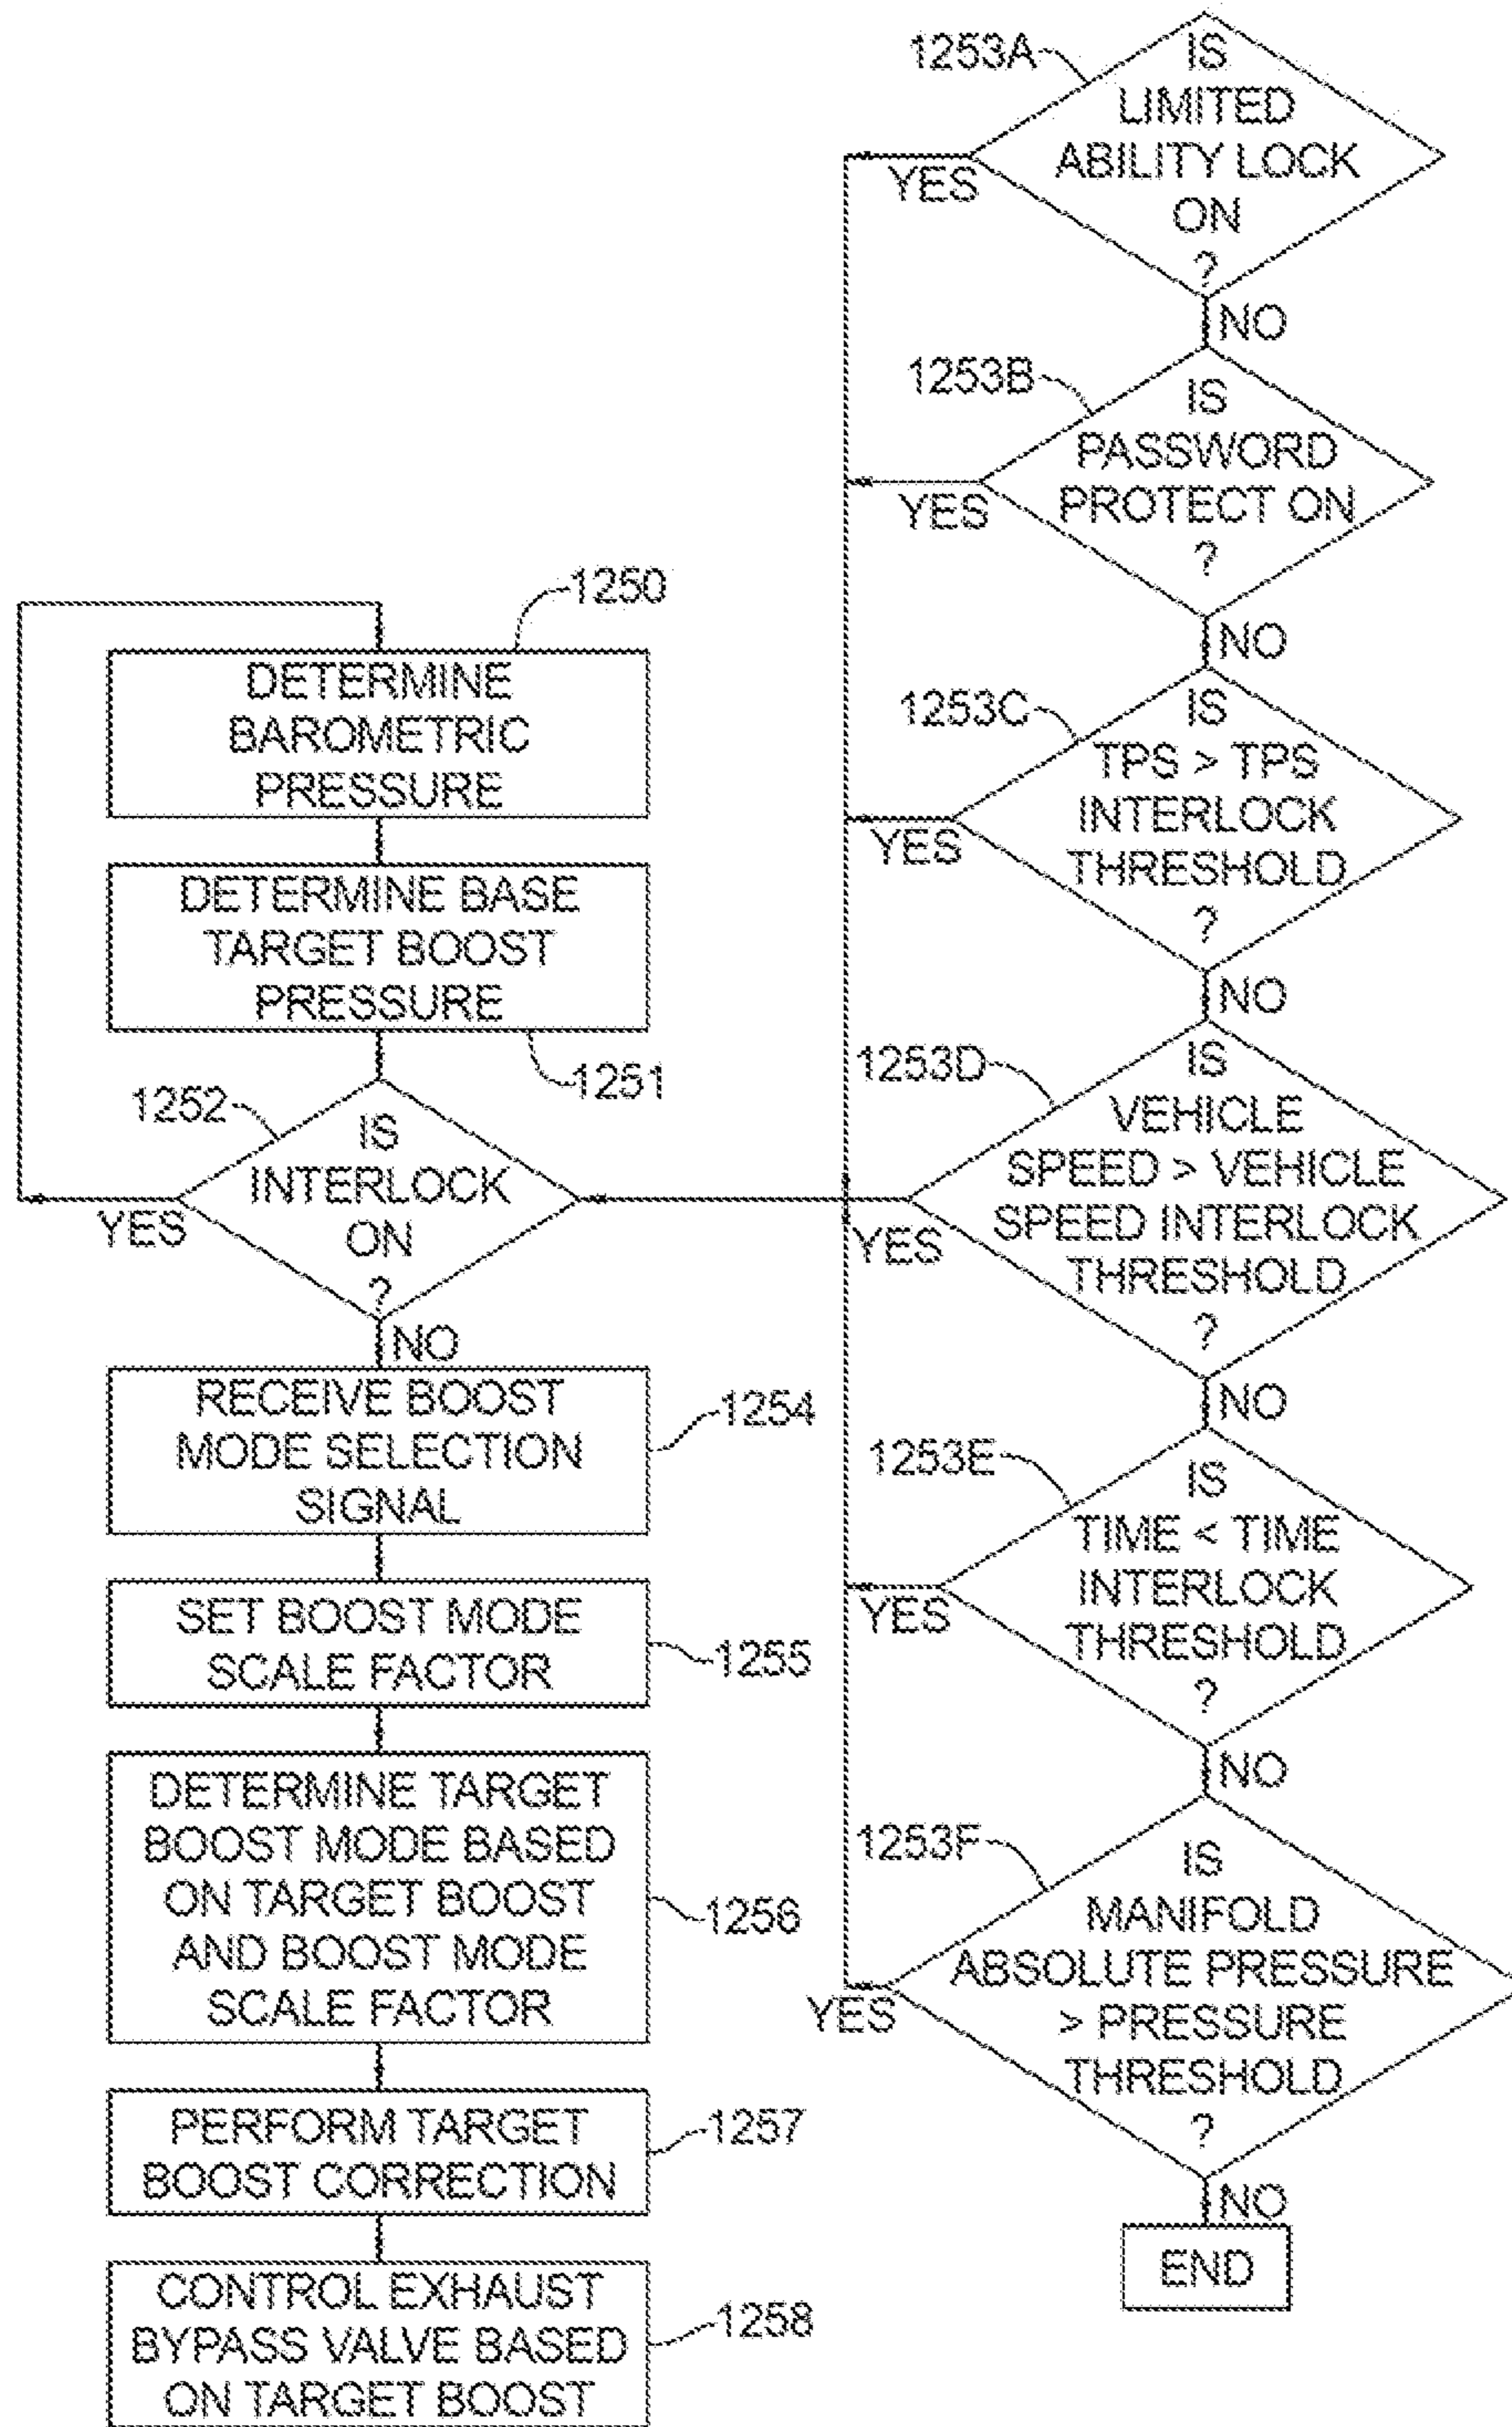 1250
DETERMINE
BAROMETRIC
PRESSURE
DETERMINE BASE
TARGET BOOST
PRESSURE
1251
1252
IS
INTERLOCK
ON
?
YES
NO
RECEIVE BOOST
MODE SELECTION
SIGNAL
1254
SET BOOST MODE
SCALE FACTOR
1255
DETERMINE TARGET
BOOST MODE BASED
ON TARGET BOOST
AND BOOST MODE
SCALE FACTOR
1256
PERFORM TARGET
BOOST CORRECTION
1257
CONTROL EXHAUST
BYPASS VALVE BASED
ON TARGET BOOST
1258
1253A
IS
LIMITED
ABILITY LOCK
ON
?
YES
NO
1253B
IS
PASSWORD
PROTECT ON
?
YES
NO
1253C
IS
TPS > TPS
INTERLOCK
THRESHOLD
?
YES
NO
1253D
IS
VEHICLE
SPEED > VEHICLE
SPEED INTERLOCK
THRESHOLD
?
YES
NO
1253E
IS
TIME < TIME
INTERLOCK
THRESHOLD
?
YES
NO
1253F
IS
MANIFOLD
ABSOLUTE PRESSURE
> PRESSURE
THRESHOLD
?
YES
NO
END